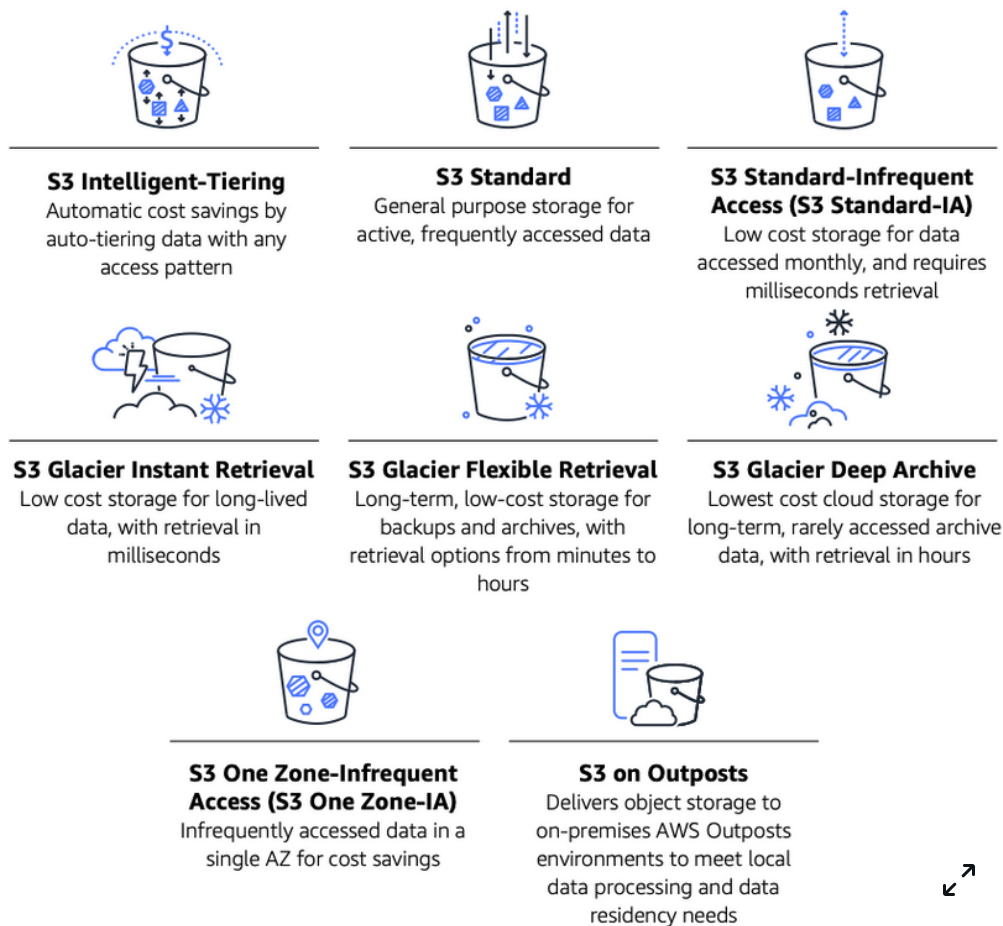 $
S3 Intelligent-Tiering
Automatic cost savings by
auto-tiering data with any
access pattern
S3 Standard
General purpose storage for
active, frequently accessed data
S3 Standard-Infrequent
Access (S3 Standard-IA)
Low cost storage for data
accessed monthly, and requires
milliseconds retrieval
S3 Glacier Instant Retrieval
Low cost storage for long-lived
data, with retrieval in
milliseconds
S3 Glacier Flexible Retrieval
Long-term, low-cost storage for
backups and archives, with
retrieval options from minutes to
hours
S3 Glacier Deep Archive
Lowest cost cloud storage for
long-term, rarely accessed archive
data, with retrieval in hours
S3 One Zone-Infrequent
Access (S3 One Zone-IA)
Infrequently accessed data in a
single AZ for cost savings
S3 on Outposts
Delivers object storage to
on-premises AWS Outposts
environments to meet local
data processing and data
residency needs